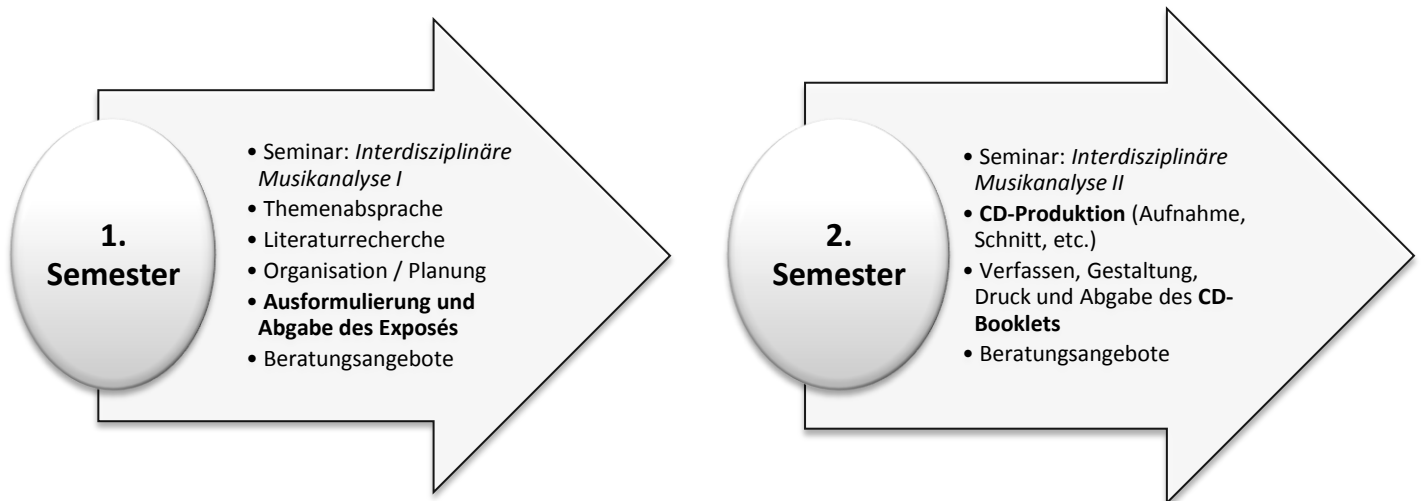 1.
Semester
• Seminar: Interdisziplinäre
Musikanalyse I
• Themenabsprache
• Literaturrecherche
• Organisation / Planung
• Ausformulierung und
Abgabe des Exposés
• Beratungsangebote
2.
Semester
• Seminar: Interdisziplinäre
Musikanalyse II
• CD-Produktion (Aufnahme,
Schnitt, etc.)
• Verfassen, Gestaltung,
Druck und Abgabe des CD-
Booklets
• Beratungsangebote